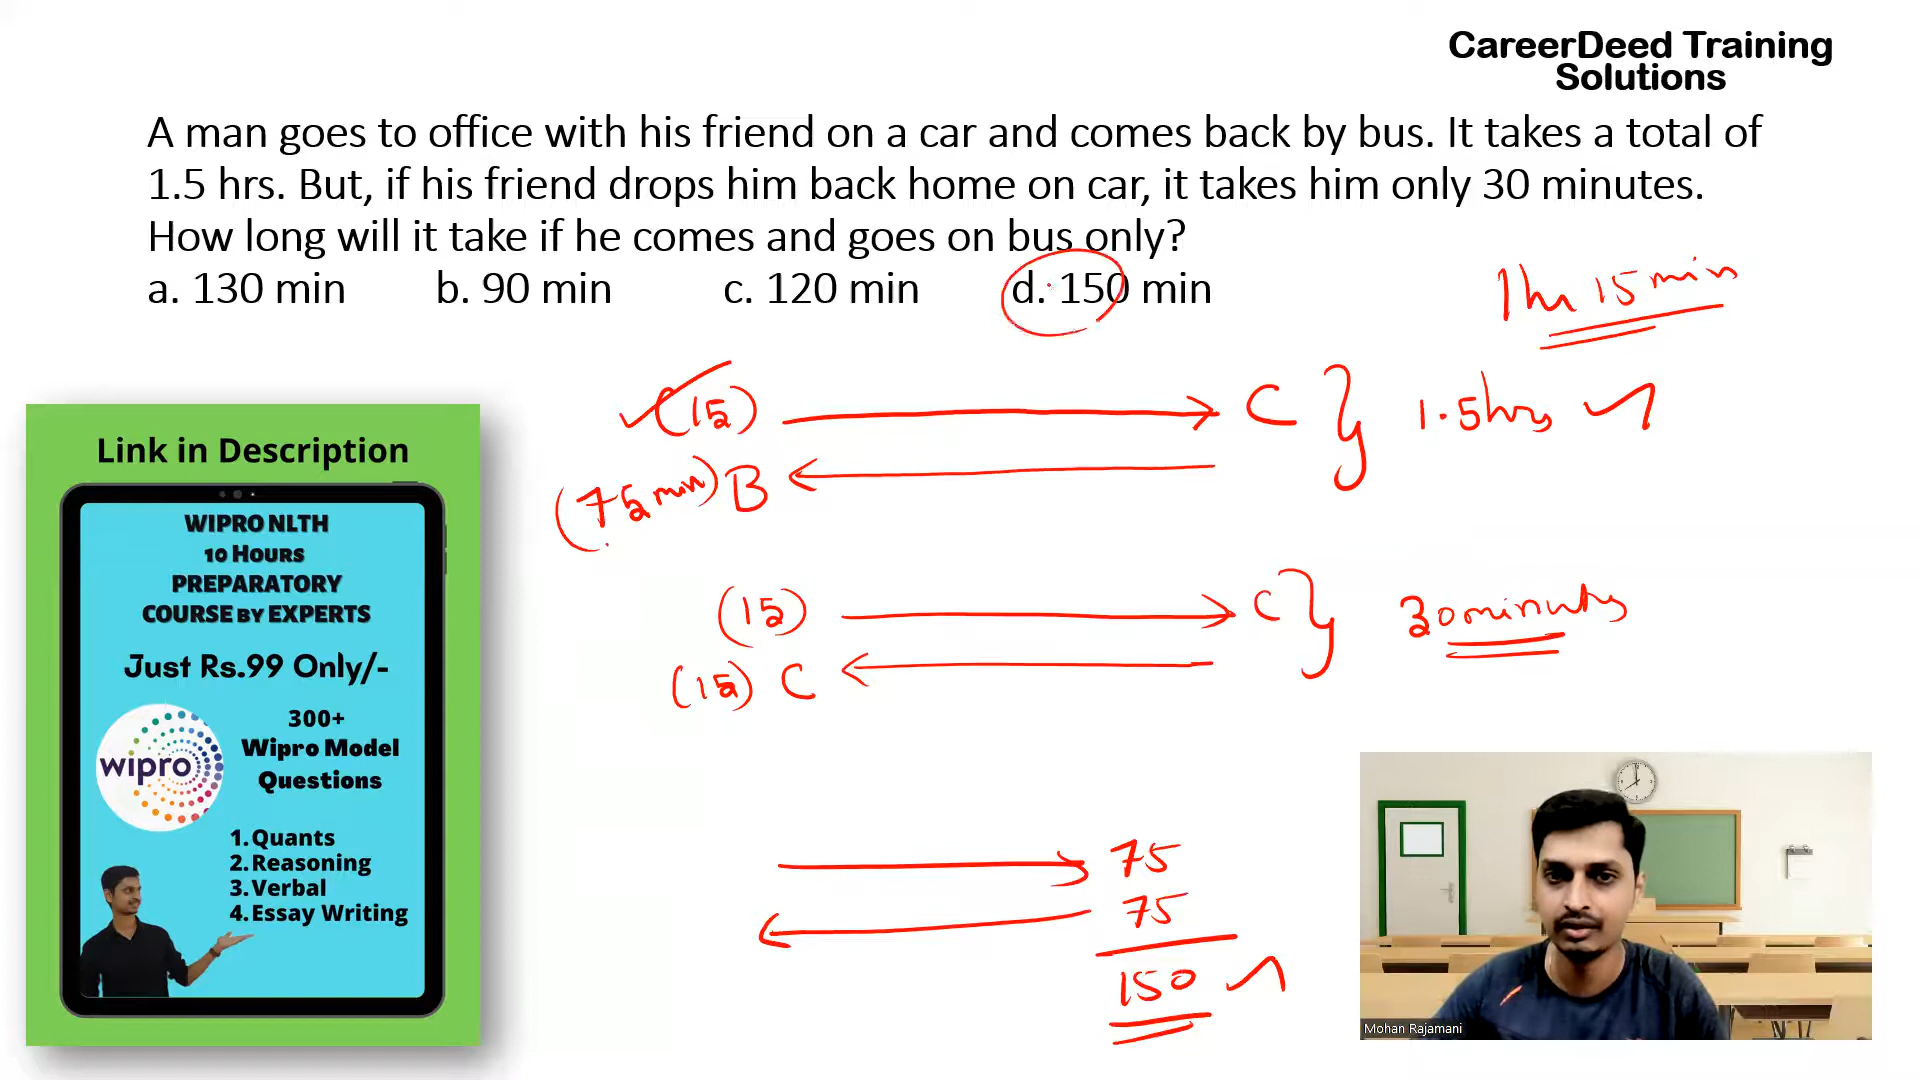 CareerDeed Training
Solutions
A man goes to office with his friend on a car and comes back by bus. It takes a total of
1.5 hrs. But, if his friend drops him back home on car, it takes him only 30 minutes.
How long will it take if he comes and goes on bus only?
a. 130 min b. 90 min c. 120 min d. 150 min
1 hr 15 min
(15) C } 1.5 hrs
(75 min) B
(15) C } 30 minutes
(15) C
75
75
150
Link in Description
WIPRO NLTH
10 HOURS
PREPARATORY
COURSE BY EXPERTS
Just Rs.99 Only/-
300+
Wipro Model
Questions
wipro
1.Quants
2.Reasoning
3.Verbal
4.Essay Writing
Mohan Rajamani